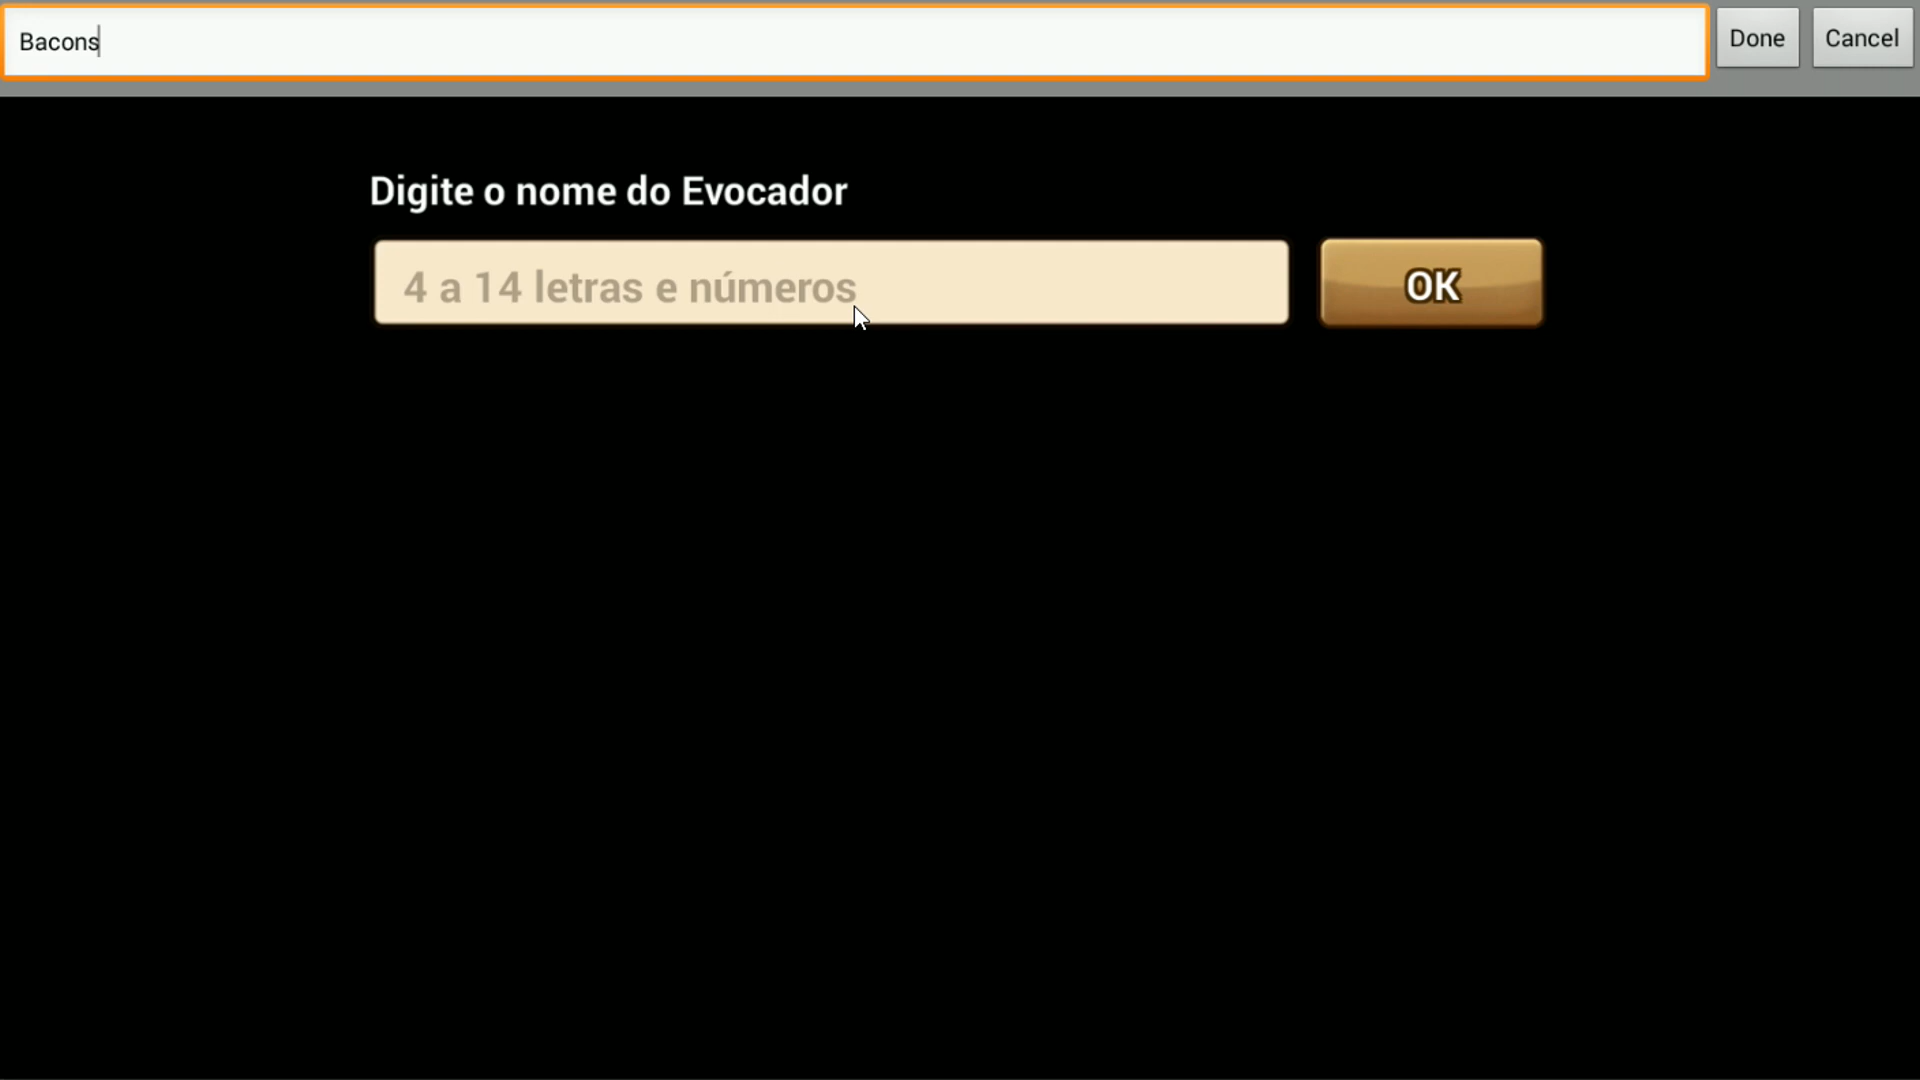 Bacons
Done
Cancel
Digite o nome do Evocador
4 a 14 letras e números
OK